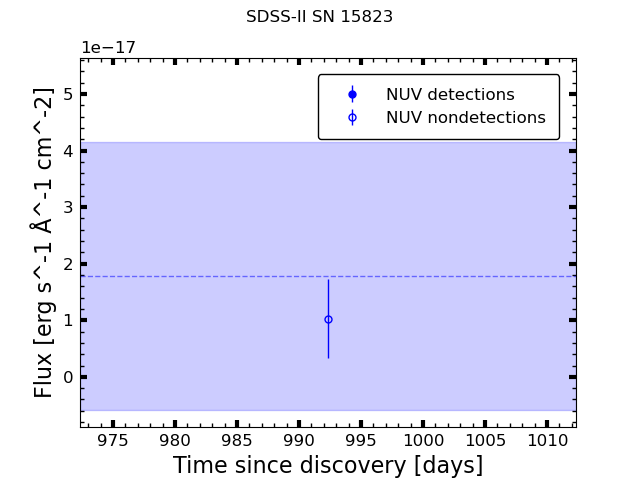 SDSS-II SN 15823
1e−17
NUV detections
NUV nondetections
5
4
3
2
1
0
Flux [erg s^-1 Å^-1 cm^-2]
975 980 985 990 995 1000 1005 1010
Time since discovery [days]